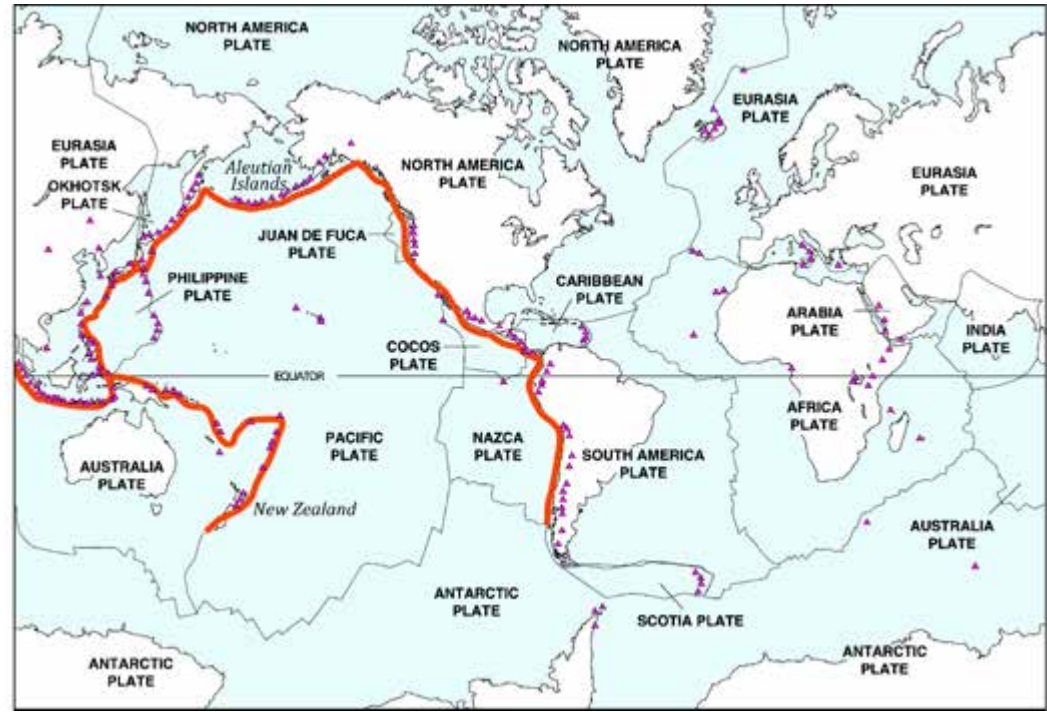 NORTH AMERICA
PLATE
NORTH AMERICA
PLATE
EURASIA
PLATE
EURASIA
PLATE
OKHOTSK
PLATE
Aleutian
Islands
NORTH AMERICA
PLATE
EURASIA
PLATE
JUAN DE FUCA
PLATE
PHILIPPINE
PLATE
CARIBBEAN
PLATE
ARABIA
PLATE
INDIA
PLATE
COCOS
PLATE
EQUATOR
AFRICA
PLATE
AUSTRALIA
PLATE
PACIFIC
PLATE
NAZCA
PLATE
SOUTH AMERICA
PLATE
New Zealand
AUSTRALIA
PLATE
ANTARCTIC
PLATE
SCOTIA PLATE
ANTARCTIC
PLATE
ANTARCTIC
PLATE